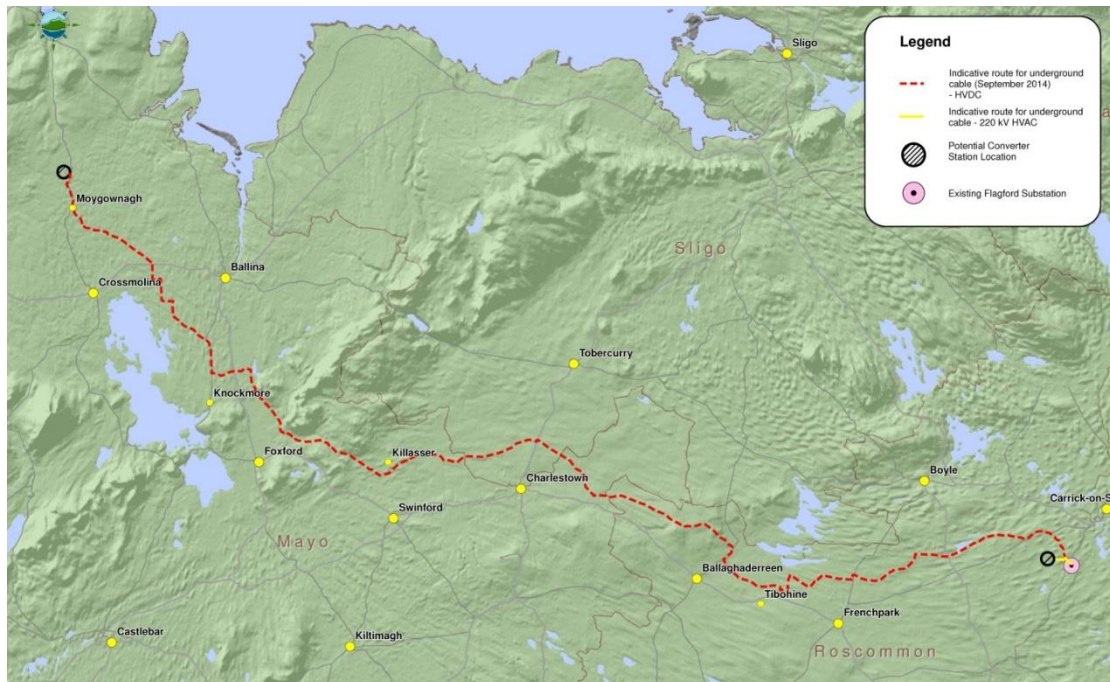 Sligo
Legend
Indicative route for underground
cable (September 2014)
- HVDC
Indicative route for underground
cable - 220 kV HVAC
Potential Converter
Station Location
Existing Flagford Substation
Moygownagh
Sligo
Ballina
Crossmolina
Tobercurry
Knockmore
Killasser
Foxford
Boyle
Charlestown
Carrick-on-S
Swinford
Mayo
Ballaghaderreen
Tibohine
Frenchpark
Castlebar
Kiltimagh
Roscommon